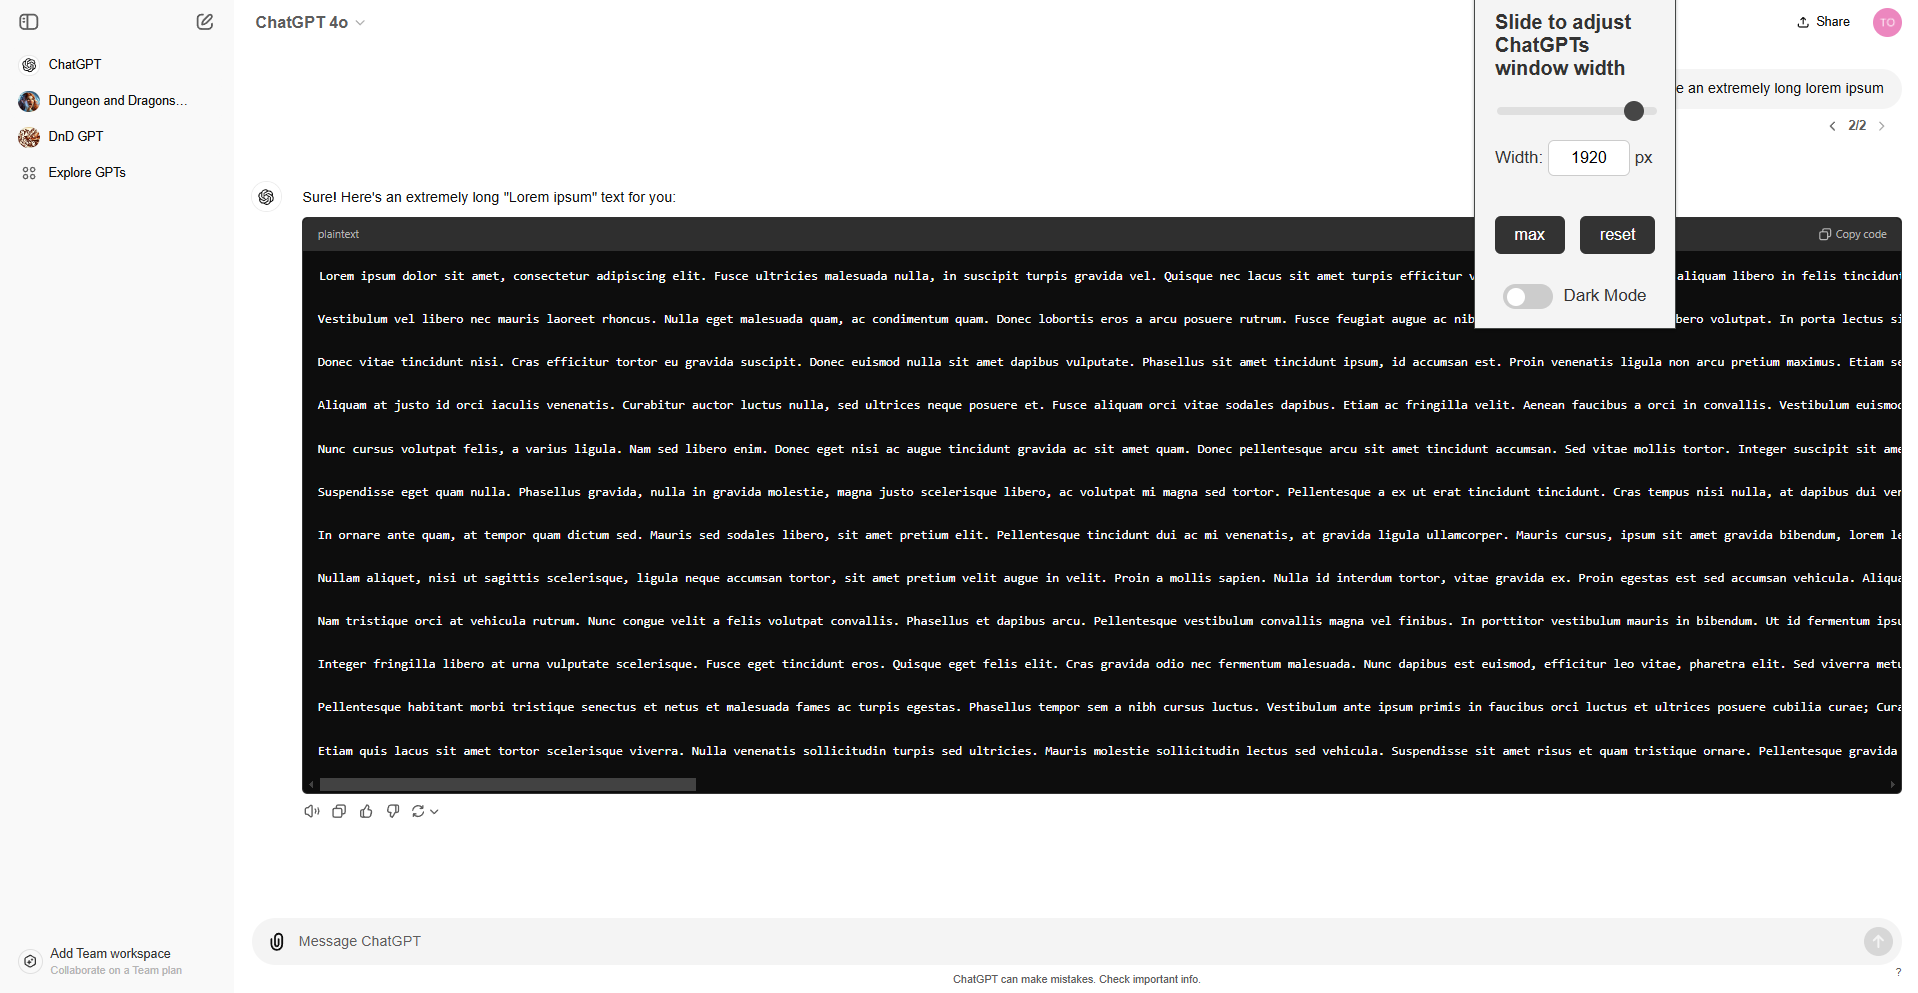 ChatGPT
Dungeon and Dragons...
DnD GPT
Explore GPTs
Add Team workspace
Collaborate on a Team plan
ChatGPT 4o
Share
TO
Slide to adjust
ChatGPTs
window width
Width: 1920 px
max
reset
Dark Mode
e an extremely long lorem ipsum
2/2
Sure! Here's an extremely long "Lorem ipsum" text for you:
plaintext
Copy code
Lorem ipsum dolor sit amet, consectetur adipiscing elit. Fusce ultricies malesuada nulla, in suscipit turpis gravida vel. Quisque nec lacus sit amet turpis efficitur v aliquam libero in felis tincidunt
Vestibulum vel libero nec mauris laoreet rhoncus. Nulla eget malesuada quam, ac condimentum quam. Donec lobortis eros a arcu posuere rutrum. Fusce feugiat augue ac nib bero volutpat. In porta lectus si
Donec vitae tincidunt nisi. Cras efficitur tortor eu gravida suscipit. Donec euismod nulla sit amet dapibus vulputate. Phasellus sit amet tincidunt ipsum, id accumsan est. Proin venenatis ligula non arcu pretium maximus. Etiam se
Aliquam at justo id orci iaculis venenatis. Curabitur auctor luctus nulla, sed ultrices neque posuere et. Fusce aliquam orci vitae sodales dapibus. Etiam ac fringilla velit. Aenean faucibus a orci in convallis. Vestibulum euismod
Nunc cursus volutpat felis, a varius ligula. Nam sed libero enim. Donec eget nisi ac augue tincidunt gravida ac sit amet quam. Donec pellentesque arcu sit amet tincidunt accumsan. Sed vitae mollis tortor. Integer suscipit sit ame
Suspendisse eget quam nulla. Phasellus gravida, nulla in gravida molestie, magna justo scelerisque libero, ac volutpat mi magna sed tortor. Pellentesque a ex ut erat tincidunt tincidunt. Cras tempus nisi nulla, at dapibus dui ver
In ornare ante quam, at tempor quam dictum sed. Mauris sed sodales libero, sit amet pretium elit. Pellentesque tincidunt dui ac mi venenatis, at gravida ligula ullamcorper. Mauris cursus, ipsum sit amet gravida bibendum, lorem le
Nullam aliquet, nisi ut sagittis scelerisque, ligula neque accumsan tortor, sit amet pretium velit augue in velit. Proin a mollis sapien. Nulla id interdum tortor, vitae gravida ex. Proin egestas est sed accumsan vehicula. Aliqua
Nam tristique orci at vehicula rutrum. Nunc congue velit a felis volutpat convallis. Phasellus et dapibus arcu. Pellentesque vestibulum convallis magna vel finibus. In porttitor vestibulum mauris in bibendum. Ut id fermentum ipsu
Integer fringilla libero at urna vulputate scelerisque. Fusce eget tincidunt eros. Quisque eget felis elit. Cras gravida odio nec fermentum malesuada. Nunc dapibus est euismod, efficitur leo vitae, pharetra elit. Sed viverra metu
Pellentesque habitant morbi tristique senectus et netus et malesuada fames ac turpis egestas. Phasellus tempor sem a nibh cursus luctus. Vestibulum ante ipsum primis in faucibus orci luctus et ultrices posuere cubilia curae; Cura
Etiam quis lacus sit amet tortor scelerisque viverra. Nulla venenatis sollicitudin turpis sed ultricies. Mauris molestie sollicitudin lectus sed vehicula. Suspendisse sit amet risus et quam tristique ornare. Pellentesque gravida
Message ChatGPT
ChatGPT can make mistakes. Check important info.
?